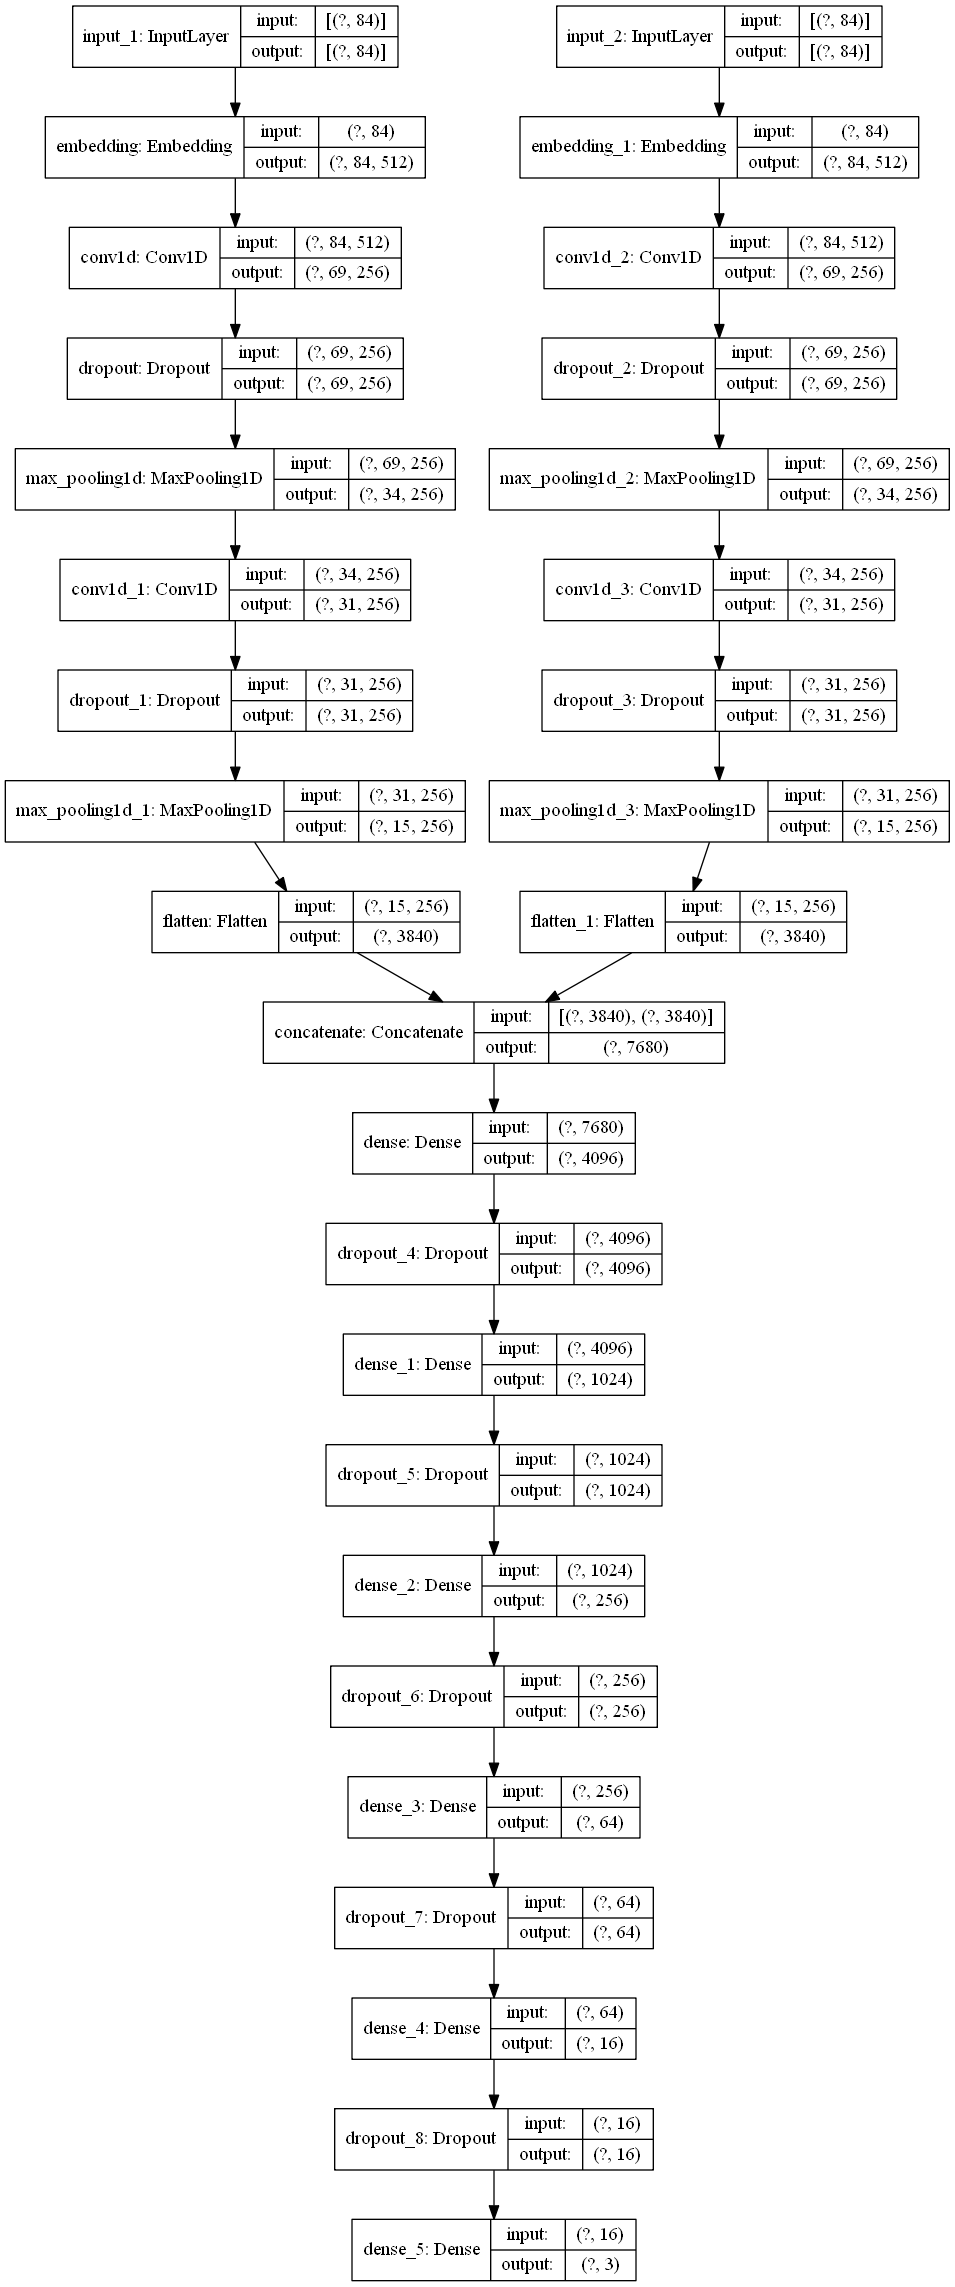 input_1: InputLayer input: [(?, 84)] output: [(?, 84)]
input_2: InputLayer input: [(?, 84)] output: [(?, 84)]
embedding: Embedding input: (?, 84) output: (?, 84, 512)
embedding_1: Embedding input: (?, 84) output: (?, 84, 512)
conv1d: Conv1D input: (?, 84, 512) output: (?, 69, 256)
conv1d_2: Conv1D input: (?, 84, 512) output: (?, 69, 256)
dropout: Dropout input: (?, 69, 256) output: (?, 69, 256)
dropout_2: Dropout input: (?, 69, 256) output: (?, 69, 256)
max_pooling1d: MaxPooling1D input: (?, 69, 256) output: (?, 34, 256)
max_pooling1d_2: MaxPooling1D input: (?, 69, 256) output: (?, 34, 256)
conv1d_1: Conv1D input: (?, 34, 256) output: (?, 31, 256)
conv1d_3: Conv1D input: (?, 34, 256) output: (?, 31, 256)
dropout_1: Dropout input: (?, 31, 256) output: (?, 31, 256)
dropout_3: Dropout input: (?, 31, 256) output: (?, 31, 256)
max_pooling1d_1: MaxPooling1D input: (?, 31, 256) output: (?, 15, 256)
max_pooling1d_3: MaxPooling1D input: (?, 31, 256) output: (?, 15, 256)
flatten: Flatten input: (?, 15, 256) output: (?, 3840)
flatten_1: Flatten input: (?, 15, 256) output: (?, 3840)
concatenate: Concatenate input: [(?, 3840), (?, 3840)] output: (?, 7680)
dense: Dense input: (?, 7680) output: (?, 4096)
dropout_4: Dropout input: (?, 4096) output: (?, 4096)
dense_1: Dense input: (?, 4096) output: (?, 1024)
dropout_5: Dropout input: (?, 1024) output: (?, 1024)
dense_2: Dense input: (?, 1024) output: (?, 256)
dropout_6: Dropout input: (?, 256) output: (?, 256)
dense_3: Dense input: (?, 256) output: (?, 64)
dropout_7: Dropout input: (?, 64) output: (?, 64)
dense_4: Dense input: (?, 64) output: (?, 16)
dropout_8: Dropout input: (?, 16) output: (?, 16)
dense_5: Dense input: (?, 16) output: (?, 3)